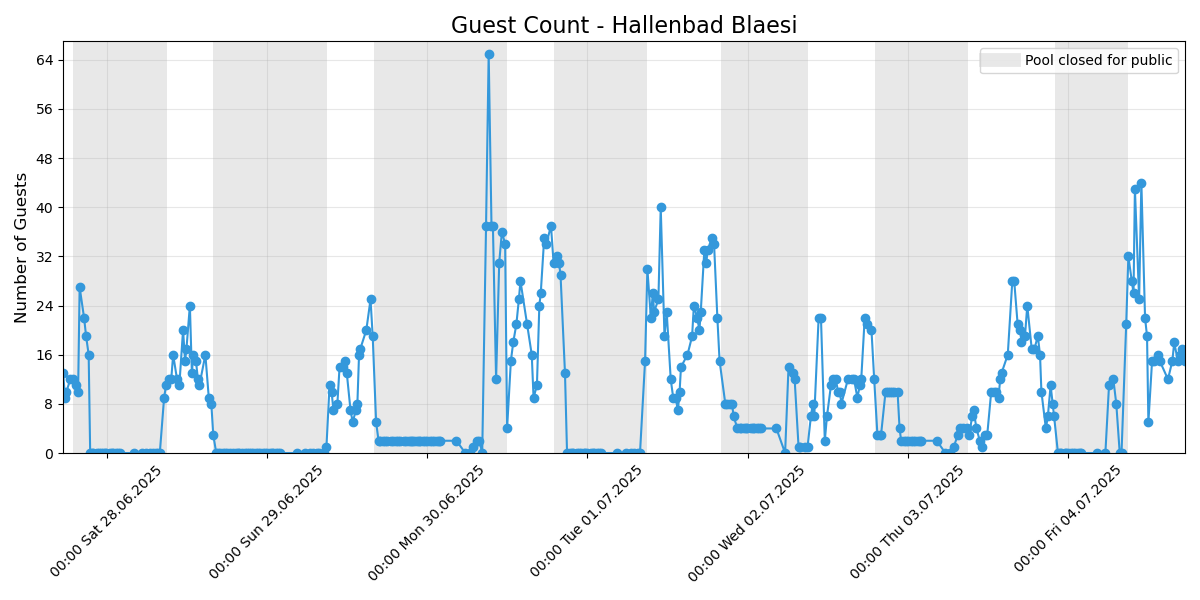 Guest Count - Hallenbad Blaesi
Pool closed for public
Number of Guests
64
56
48
40
32
24
16
8
0
00:00 Sat 28.06.2025
00:00 Sun 29.06.2025
00:00 Mon 30.06.2025
00:00 Tue 01.07.2025
00:00 Wed 02.07.2025
00:00 Thu 03.07.2025
00:00 Fri 04.07.2025